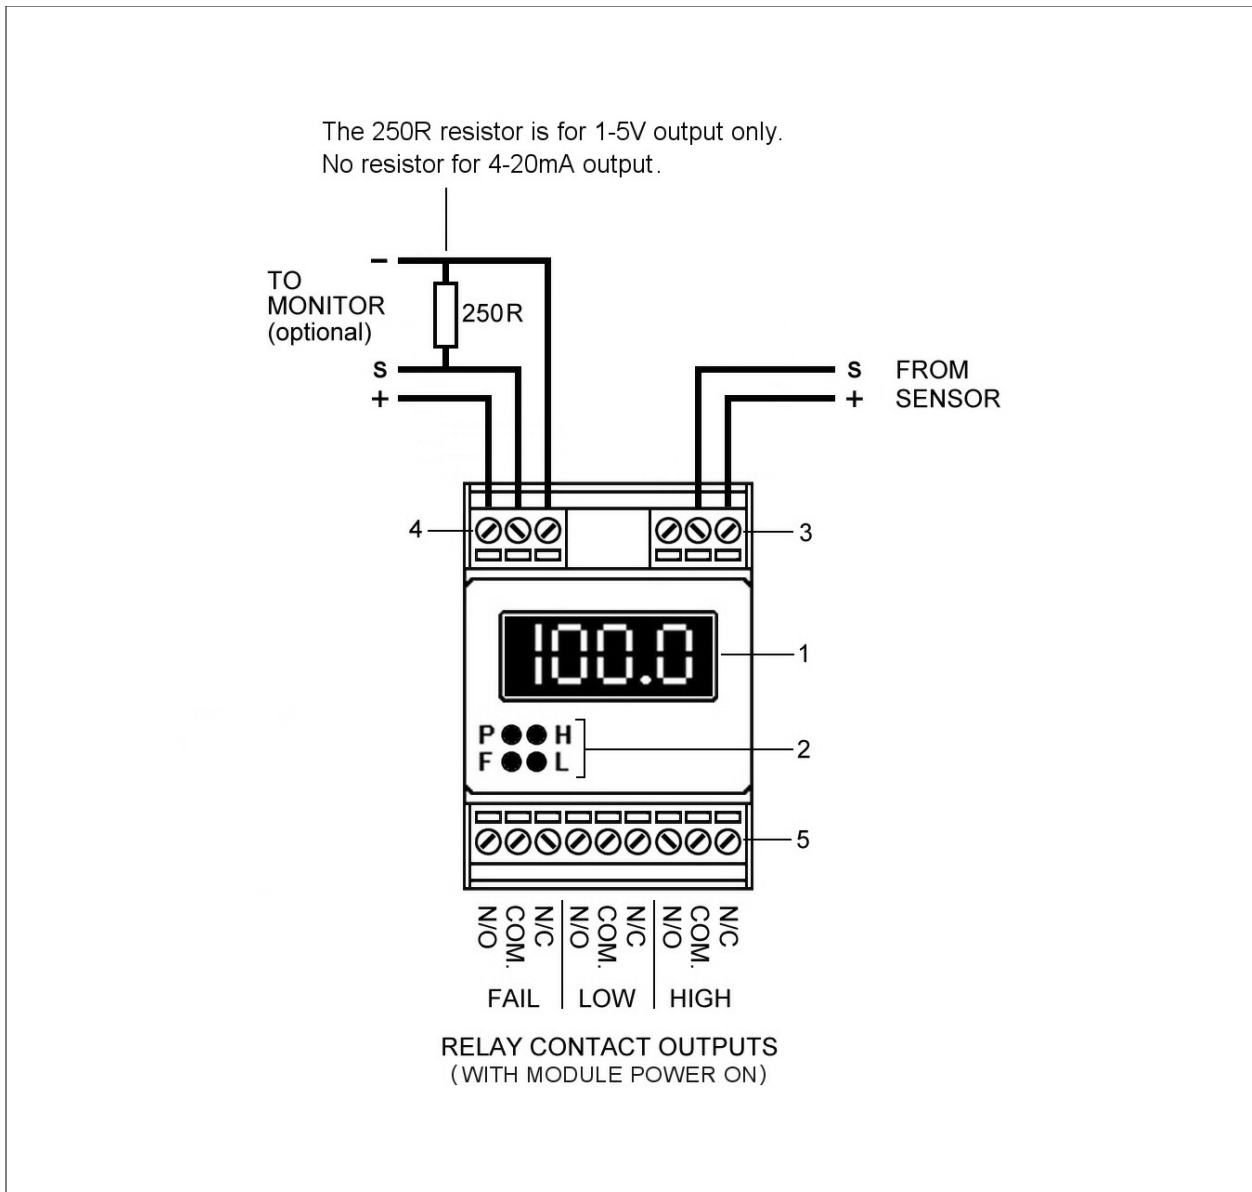 The 250R resistor is for 1-5V output only.
No resistor for 4-20mA output.
−
TO
MONITOR
(optional)
250R
S
+
S FROM
+ SENSOR
4
3
100.0
1
P H
F L
2
5
N/O COM. N/C N/O COM. N/C N/O COM. N/C
FAIL LOW HIGH
RELAY CONTACT OUTPUTS
(WITH MODULE POWER ON)